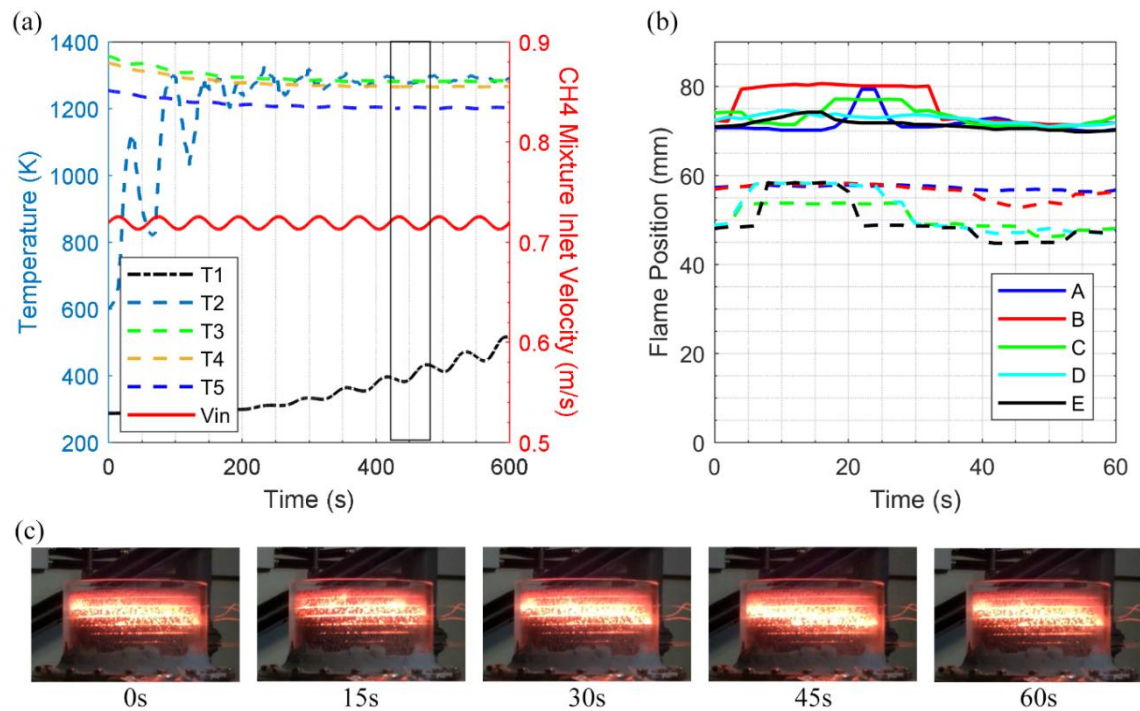 (a)
1400
1200
1000
800
600
400
200
Temperature (K)
T1
T2
T3
T4
T5
Vin
0.9
0.8
0.7
0.6
0.5
CH4 Mixture Inlet Velocity (m/s)
0
200
400
600
Time (s)
(b)
80
60
40
20
0
Flame Position (mm)
A
B
C
D
E
0
20
40
60
Time (s)
(c)
0s
15s
30s
45s
60s